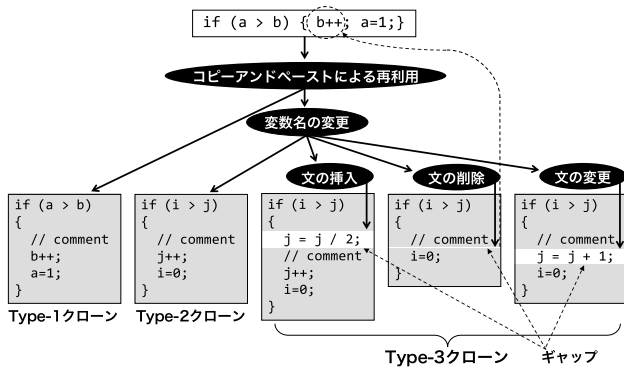 if (a > b) { b++; a=1;}
コピーアンドペーストによる再利用
変数名の変更
文の挿入
文の削除
文の変更
if (a > b)
{
// comment
b++;
a=1;
}
Type-1クローン
if (i > j)
{
// comment
j++;
i=0;
}
Type-2クローン
if (i > j)
{
j = j / 2;
// comment
j++;
i=0;
}
if (i > j)
{
// comment
i=0;
}
if (i > j)
{
// comment
j = j + 1;
i=0;
}
Type-3クローン
ギャップ